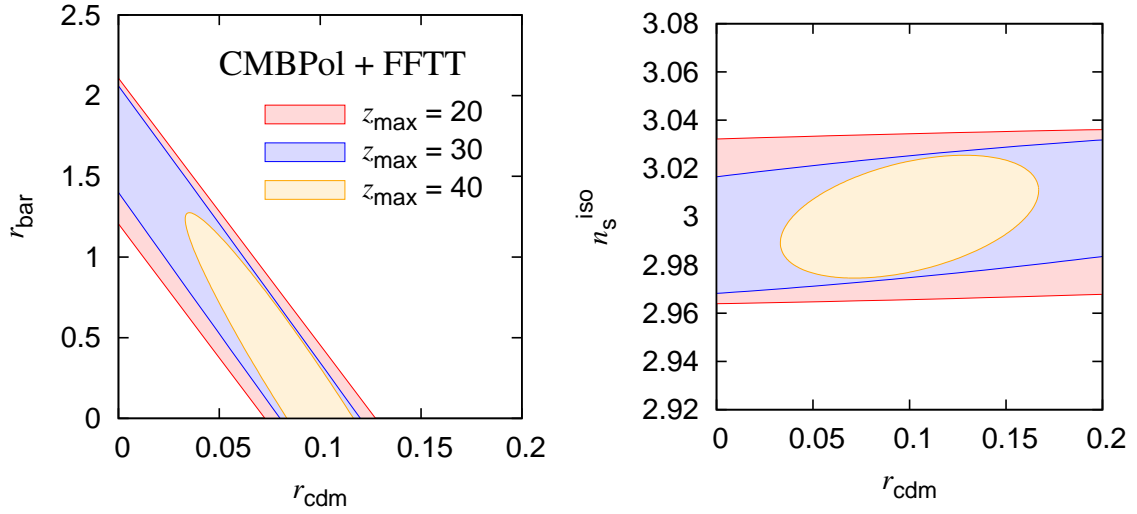 2.5
2
1.5
1
0.5
0
r_bar
CMBPol + FFTT
z_max = 20
z_max = 30
z_max = 40
0 0.05 0.1 0.15 0.2
r_cdm
3.08
3.06
3.04
3.02
3
2.98
2.96
2.94
2.92
n_s^iso
0 0.05 0.1 0.15 0.2
r_cdm